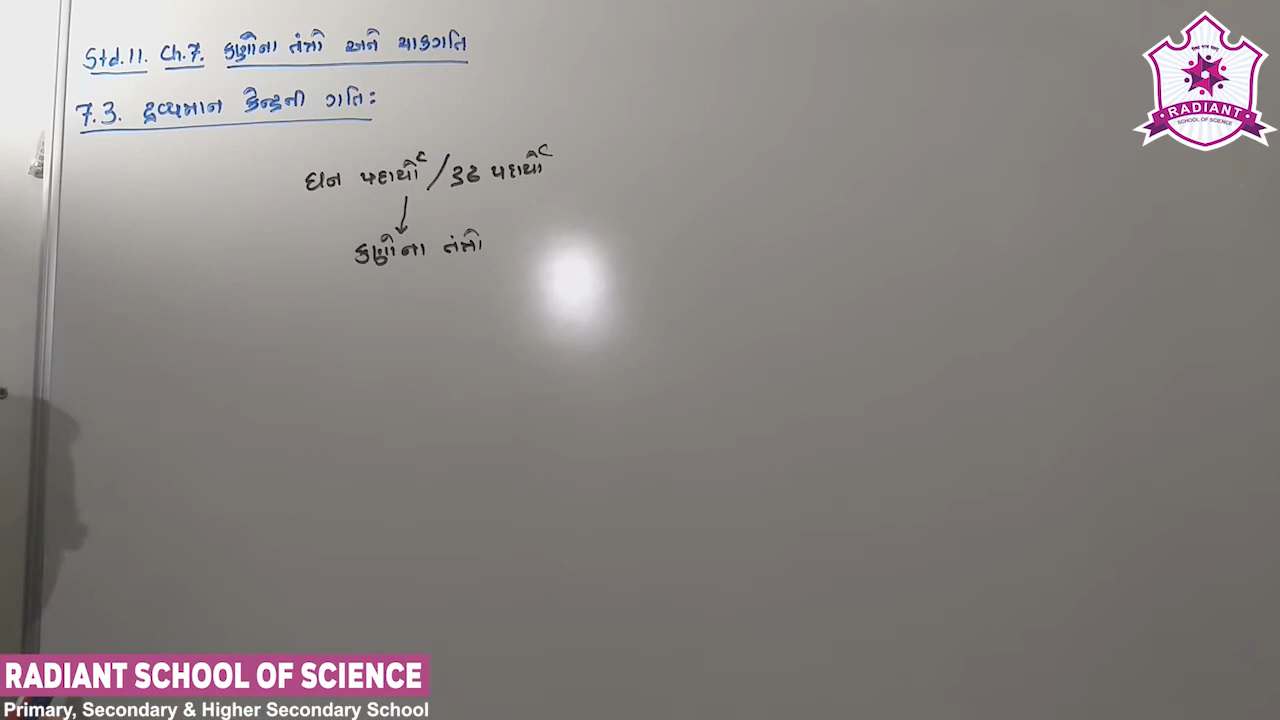 Std.11. Ch.7. કણોના તંત્રો અને ચાકગતિ
7.3. દ્રવ્યમાન કેન્દ્રની ગતિ:
ઘન પદાર્થો / દૃઢ પદાર્થો
કણોના તંત્રો
RADIANT
SCHOOL OF SCIENCE
RADIANT SCHOOL OF SCIENCE
Primary, Secondary & Higher Secondary School